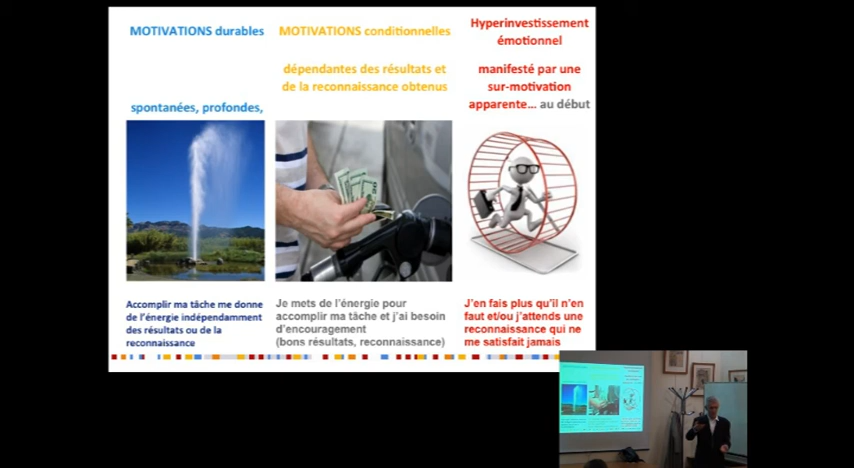 MOTIVATIONS durables
spontanées, profondes,
Accomplir ma tâche me donne
de l'énergie indépendamment
des résultats ou de la
reconnaissance
MOTIVATIONS conditionnelles
dépendantes des résultats et
de la reconnaissance obtenus
Je mets de l'énergie pour
accomplir ma tâche et j'ai besoin
d'encouragement
(bons résultats, reconnaissance)
Hyperinvestissement
émotionnel
manifesté par une
sur-motivation
apparente... au début
J'en fais plus qu'il n'en
faut et/ou j'attends une
reconnaissance qui ne
me satisfait jamais